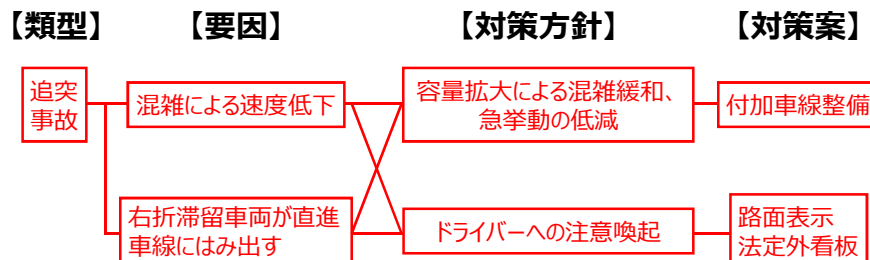 【類型】 【要因】 【対策方針】 【対策案】
追突
事故
混雑による速度低下
容量拡大による混雑緩和、
急挙動の低減
付加車線整備
右折滞留車両が直進
車線にはみ出す
ドライバーへの注意喚起
路面表示
法定外看板